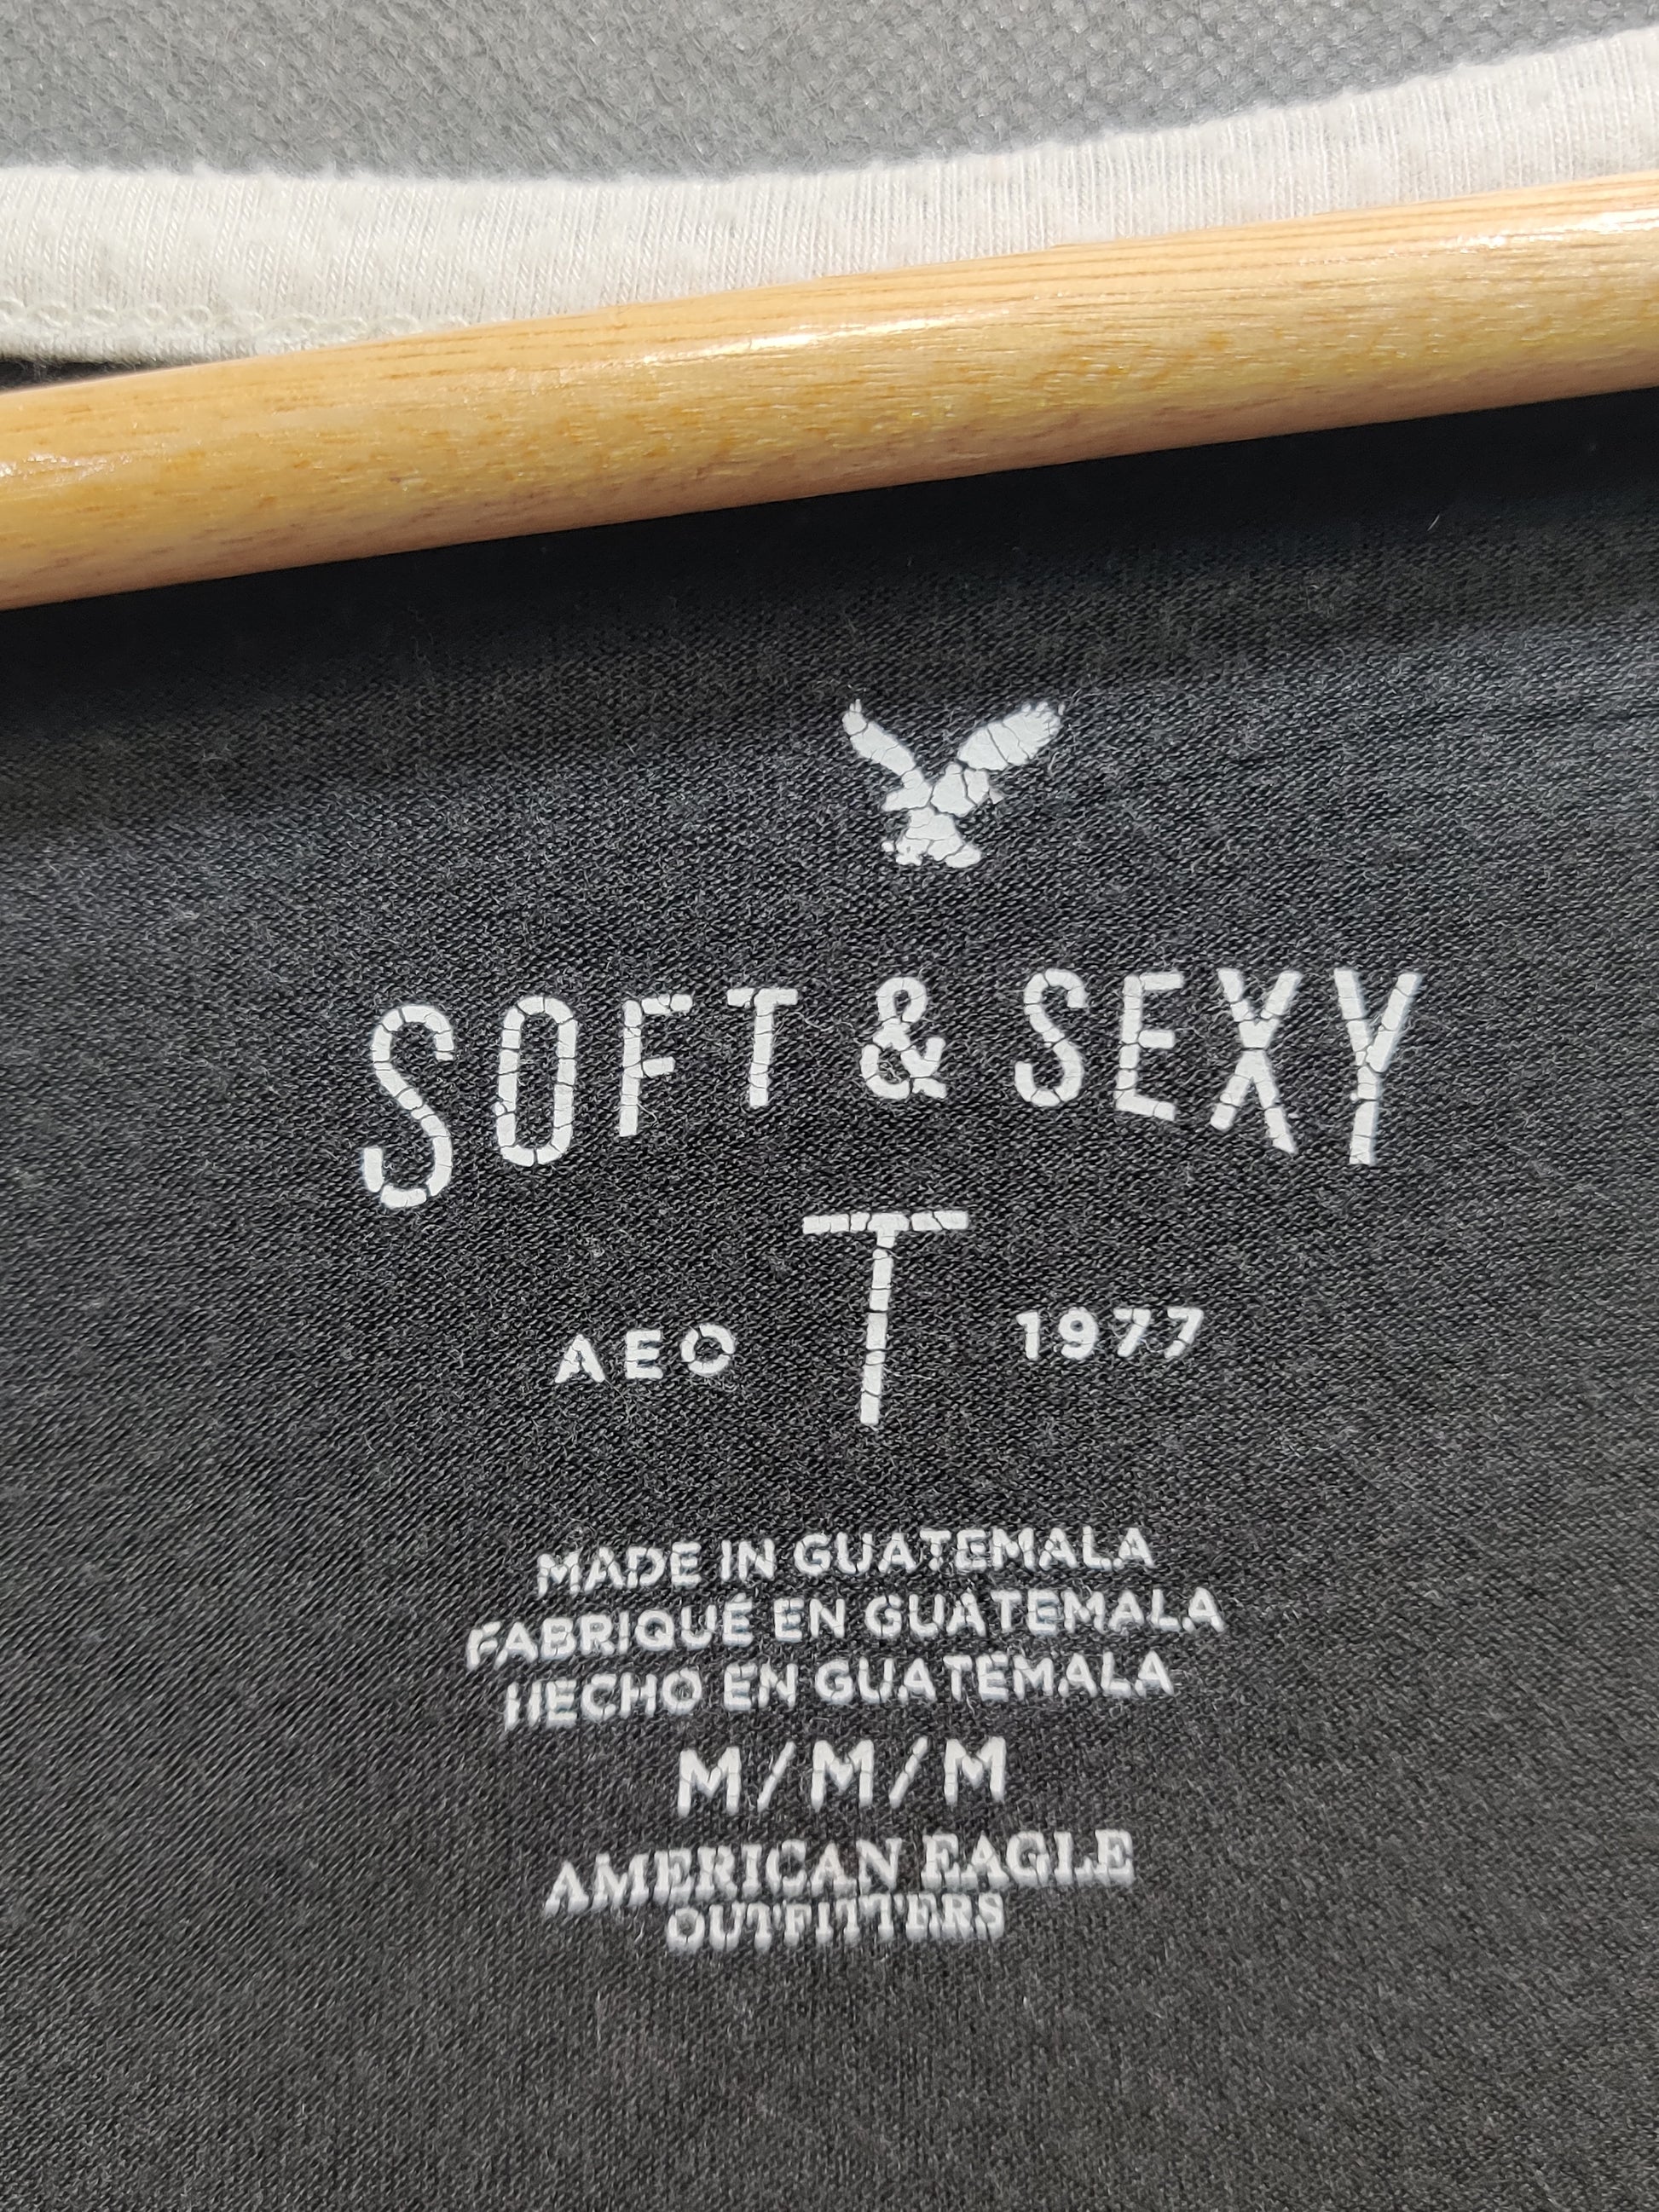 SOFT & SEXY
T
AEO 1977
MADE IN GUATEMALA
FABRIQUÉ EN GUATEMALA
HECHO EN GUATEMALA
M/M/M
AMERICAN EAGLE
OUTFITTERS